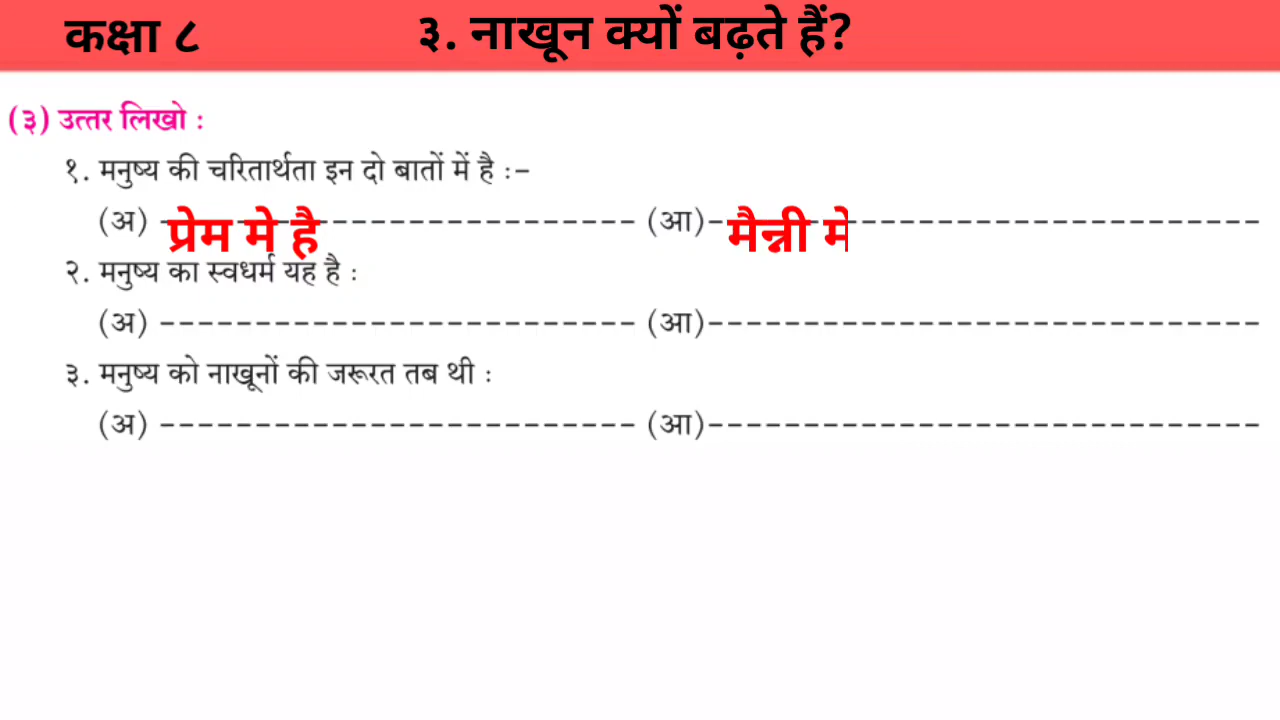 कक्षा ८ ३. नाखून क्यों बढ़ते हैं?
(३) उत्तर लिखो :
१. मनुष्य की चरितार्थता इन दो बातों में है :-
(अ) प्रेम मे है (आ) मैन्नी मे
२. मनुष्य का स्वधर्म यह है :
(अ) ------------------------- (आ)-----------------------------
३. मनुष्य को नाखूनों की जरूरत तब थी :
(अ) ------------------------- (आ)-----------------------------